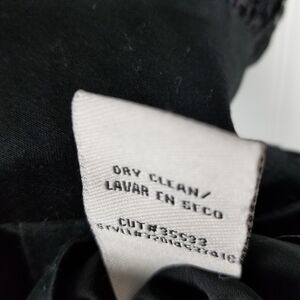 DRY CLEAN/
LAVAR EN SECO
CUT#35533